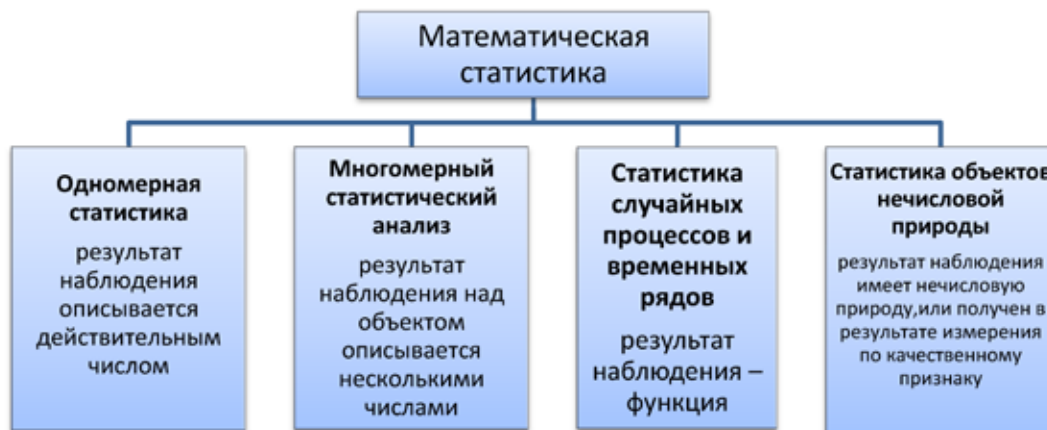 Математическая
статистика
Одномерная
статистика
результат
наблюдения
описывается
действительным
числом
Многомерный
статистический
анализ
результат
наблюдения над
объектом
описывается
несколькими
числами
Статистика
случайных
процессов и
временных
рядов
результат
наблюдения –
функция
Статистика объектов
нечисловой
природы
результат наблюдения
имеет нечисловую
природу,или получен в
результате измерения
по качественному
признаку